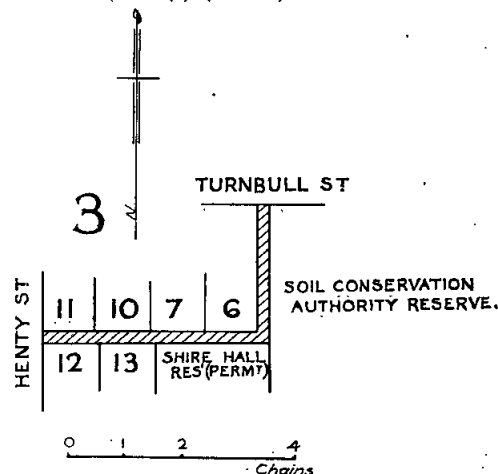 TURNBULL ST
3
N
SOIL CONSERVATION
AUTHORITY RESERVE.
HENTY ST
11 10 7 6
12 13 SHIRE HALL
RES (PERMT)
0 1 2 4
Chains